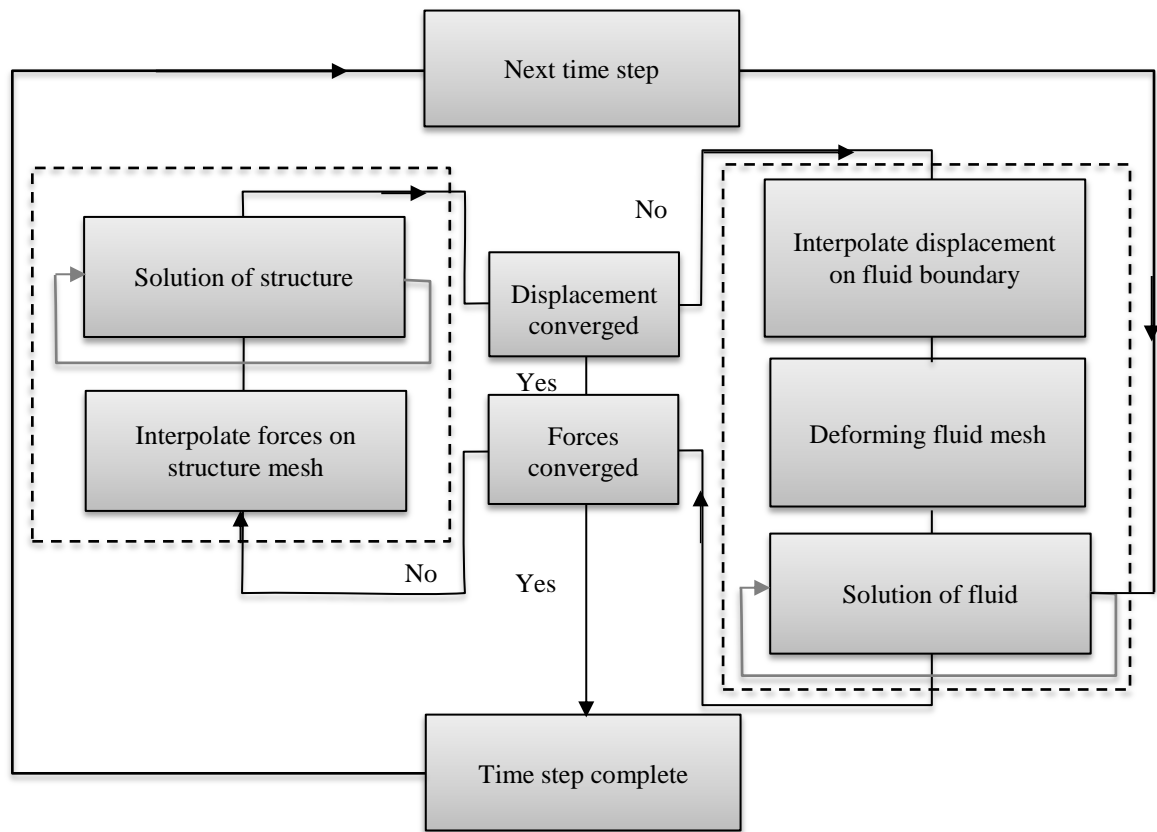 Next time step
No
Interpolate displacement
on fluid boundary
Solution of structure
Displacement
converged
Yes
Interpolate forces on
structure mesh
Forces
converged
Deforming fluid mesh
No
Yes
Solution of fluid
Time step complete